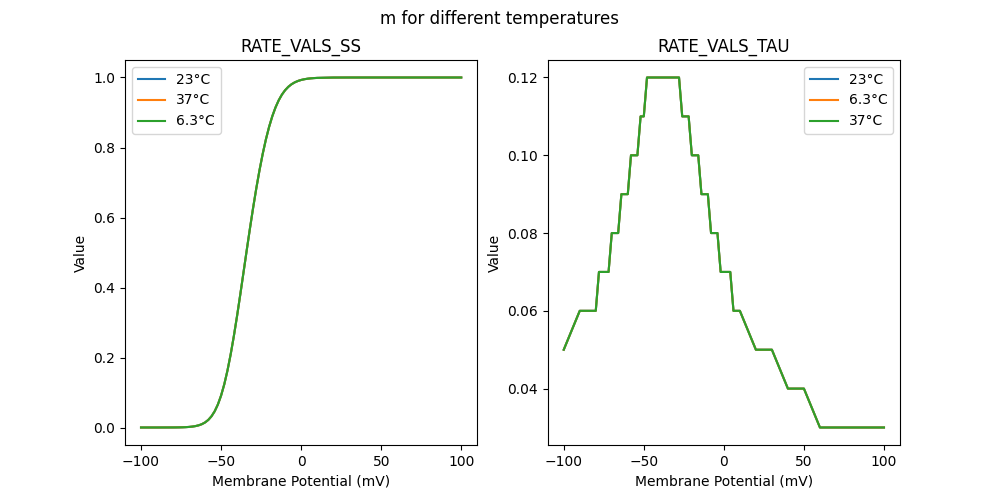 m for different temperatures
RATE_VALS_SS
1.0
0.8
0.6
0.4
0.2
0.0
Value
23°C
37°C
6.3°C
−100
−50
0
50
100
Membrane Potential (mV)
RATE_VALS_TAU
0.12
0.10
0.08
0.06
0.04
Value
23°C
6.3°C
37°C
−100
−50
0
50
100
Membrane Potential (mV)